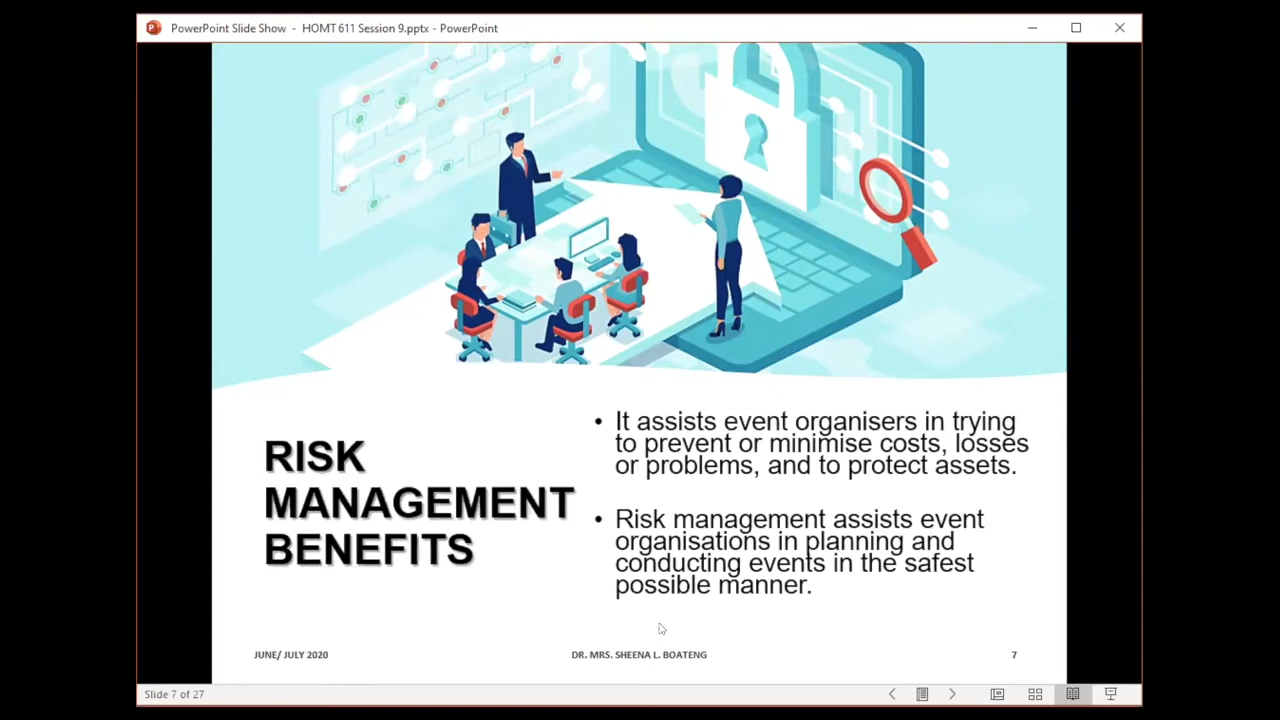 PowerPoint Slide Show - HOMT 611 Session 9.pptx - PowerPoint
RISK
MANAGEMENT
BENEFITS
• It assists event organisers in trying
to prevent or minimise costs, losses
or problems, and to protect assets.
• Risk management assists event
organisations in planning and
conducting events in the safest
possible manner.
JUNE/ JULY 2020
DR. MRS. SHEENA L. BOATENG
7
Slide 7 of 27